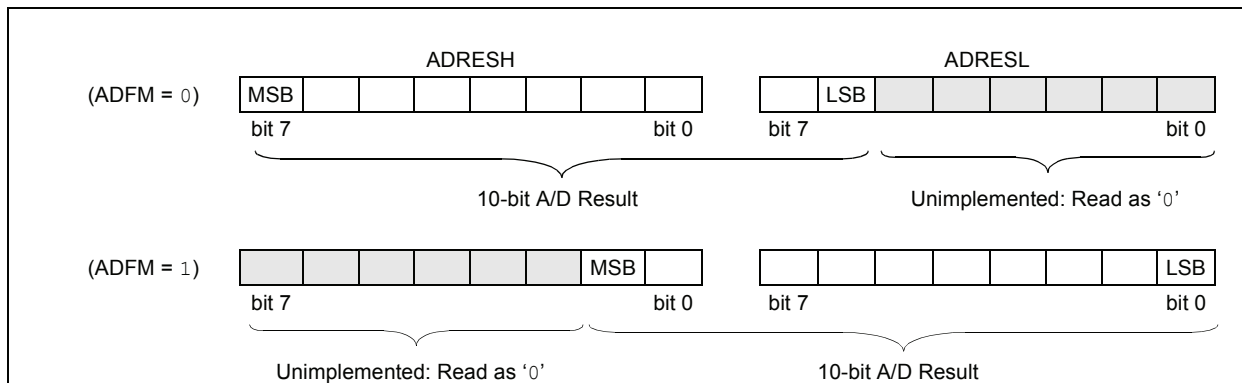 ADRESH ADRESL
(ADFM = 0) MSB LSB
bit 7 bit 0 bit 7 bit 0
10-bit A/D Result Unimplemented: Read as ‘0’
(ADFM = 1) MSB LSB
bit 7 bit 0 bit 7 bit 0
Unimplemented: Read as ‘0’ 10-bit A/D Result